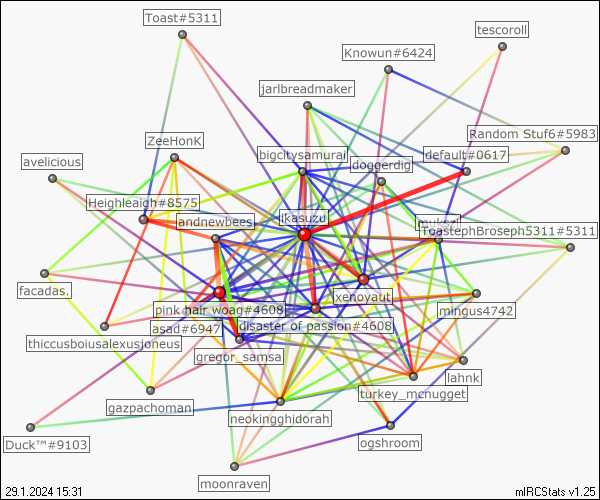 Toast#5311
tescoroll
Knowun#6424
jarlbreadmaker
Random Stuf6#5983
ZeeHonK
bigcitysamurai
default#0617
avelicious
doggerdig
Heighleaigh#8575
likasuzu
andnewbees
ToastephBroseph5311#5311
facadas.
xenoyaut
pink hair woag#4608
mingus4742
asad#6947
disaster of passion#4608
thiccusboiusalexusjoneus
gregor_samsa
lahnk
turkey_mcnugget
gazpachoman
neokingghidorah
Duck™#9103
ogshroom
moonraven
29.1.2024 15:31
mIRCStats v1.25